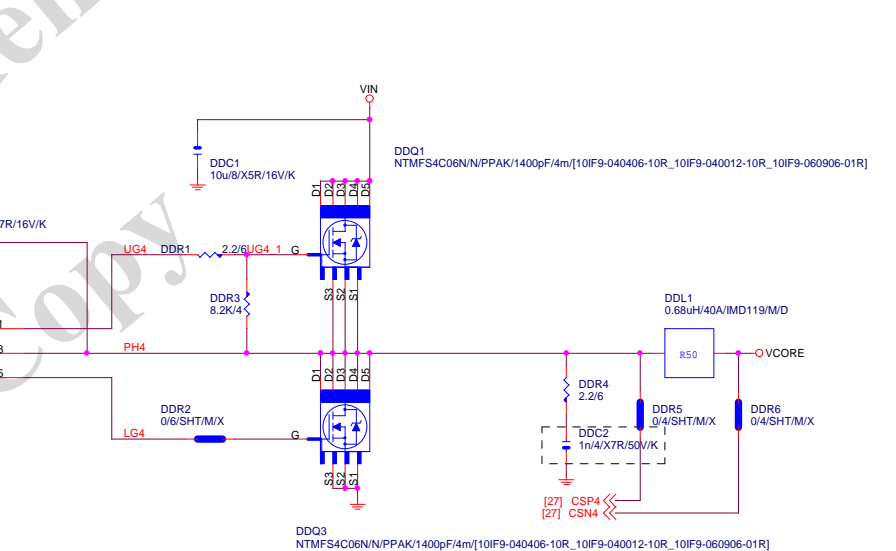 VIN
DDQ1
NTMFS4C06N/N/PPAK/1400pF/4m/[10IF9-040406-10R_10IF9-040012-10R_10IF9-060906-01R]
DDC1
10u/8/X5R/16V/K
D1 D2 D3 D4 D5
7R/16V/K
UG4 DDR1 2.2/6 UG4_1 G
S3 S2 S1
DDR3
8.2K/4
DDL1
0.68uH/40A/IMD119/M/D
PH4
R50
VCORE
D1 D2 D3 D4 D5
DDR4
2.2/6
DDR2
0/6/SHT/M/X
DDR5
0/4/SHT/M/X
DDR6
0/4/SHT/M/X
LG4 G
DDC2
1n/4/X7R/50V/K
S3 S2 S1
[27] CSP4
[27] CSN4
DDQ3
NTMFS4C06N/N/PPAK/1400pF/4m/[10IF9-040406-10R_10IF9-040012-10R_10IF9-060906-01R]
Copy